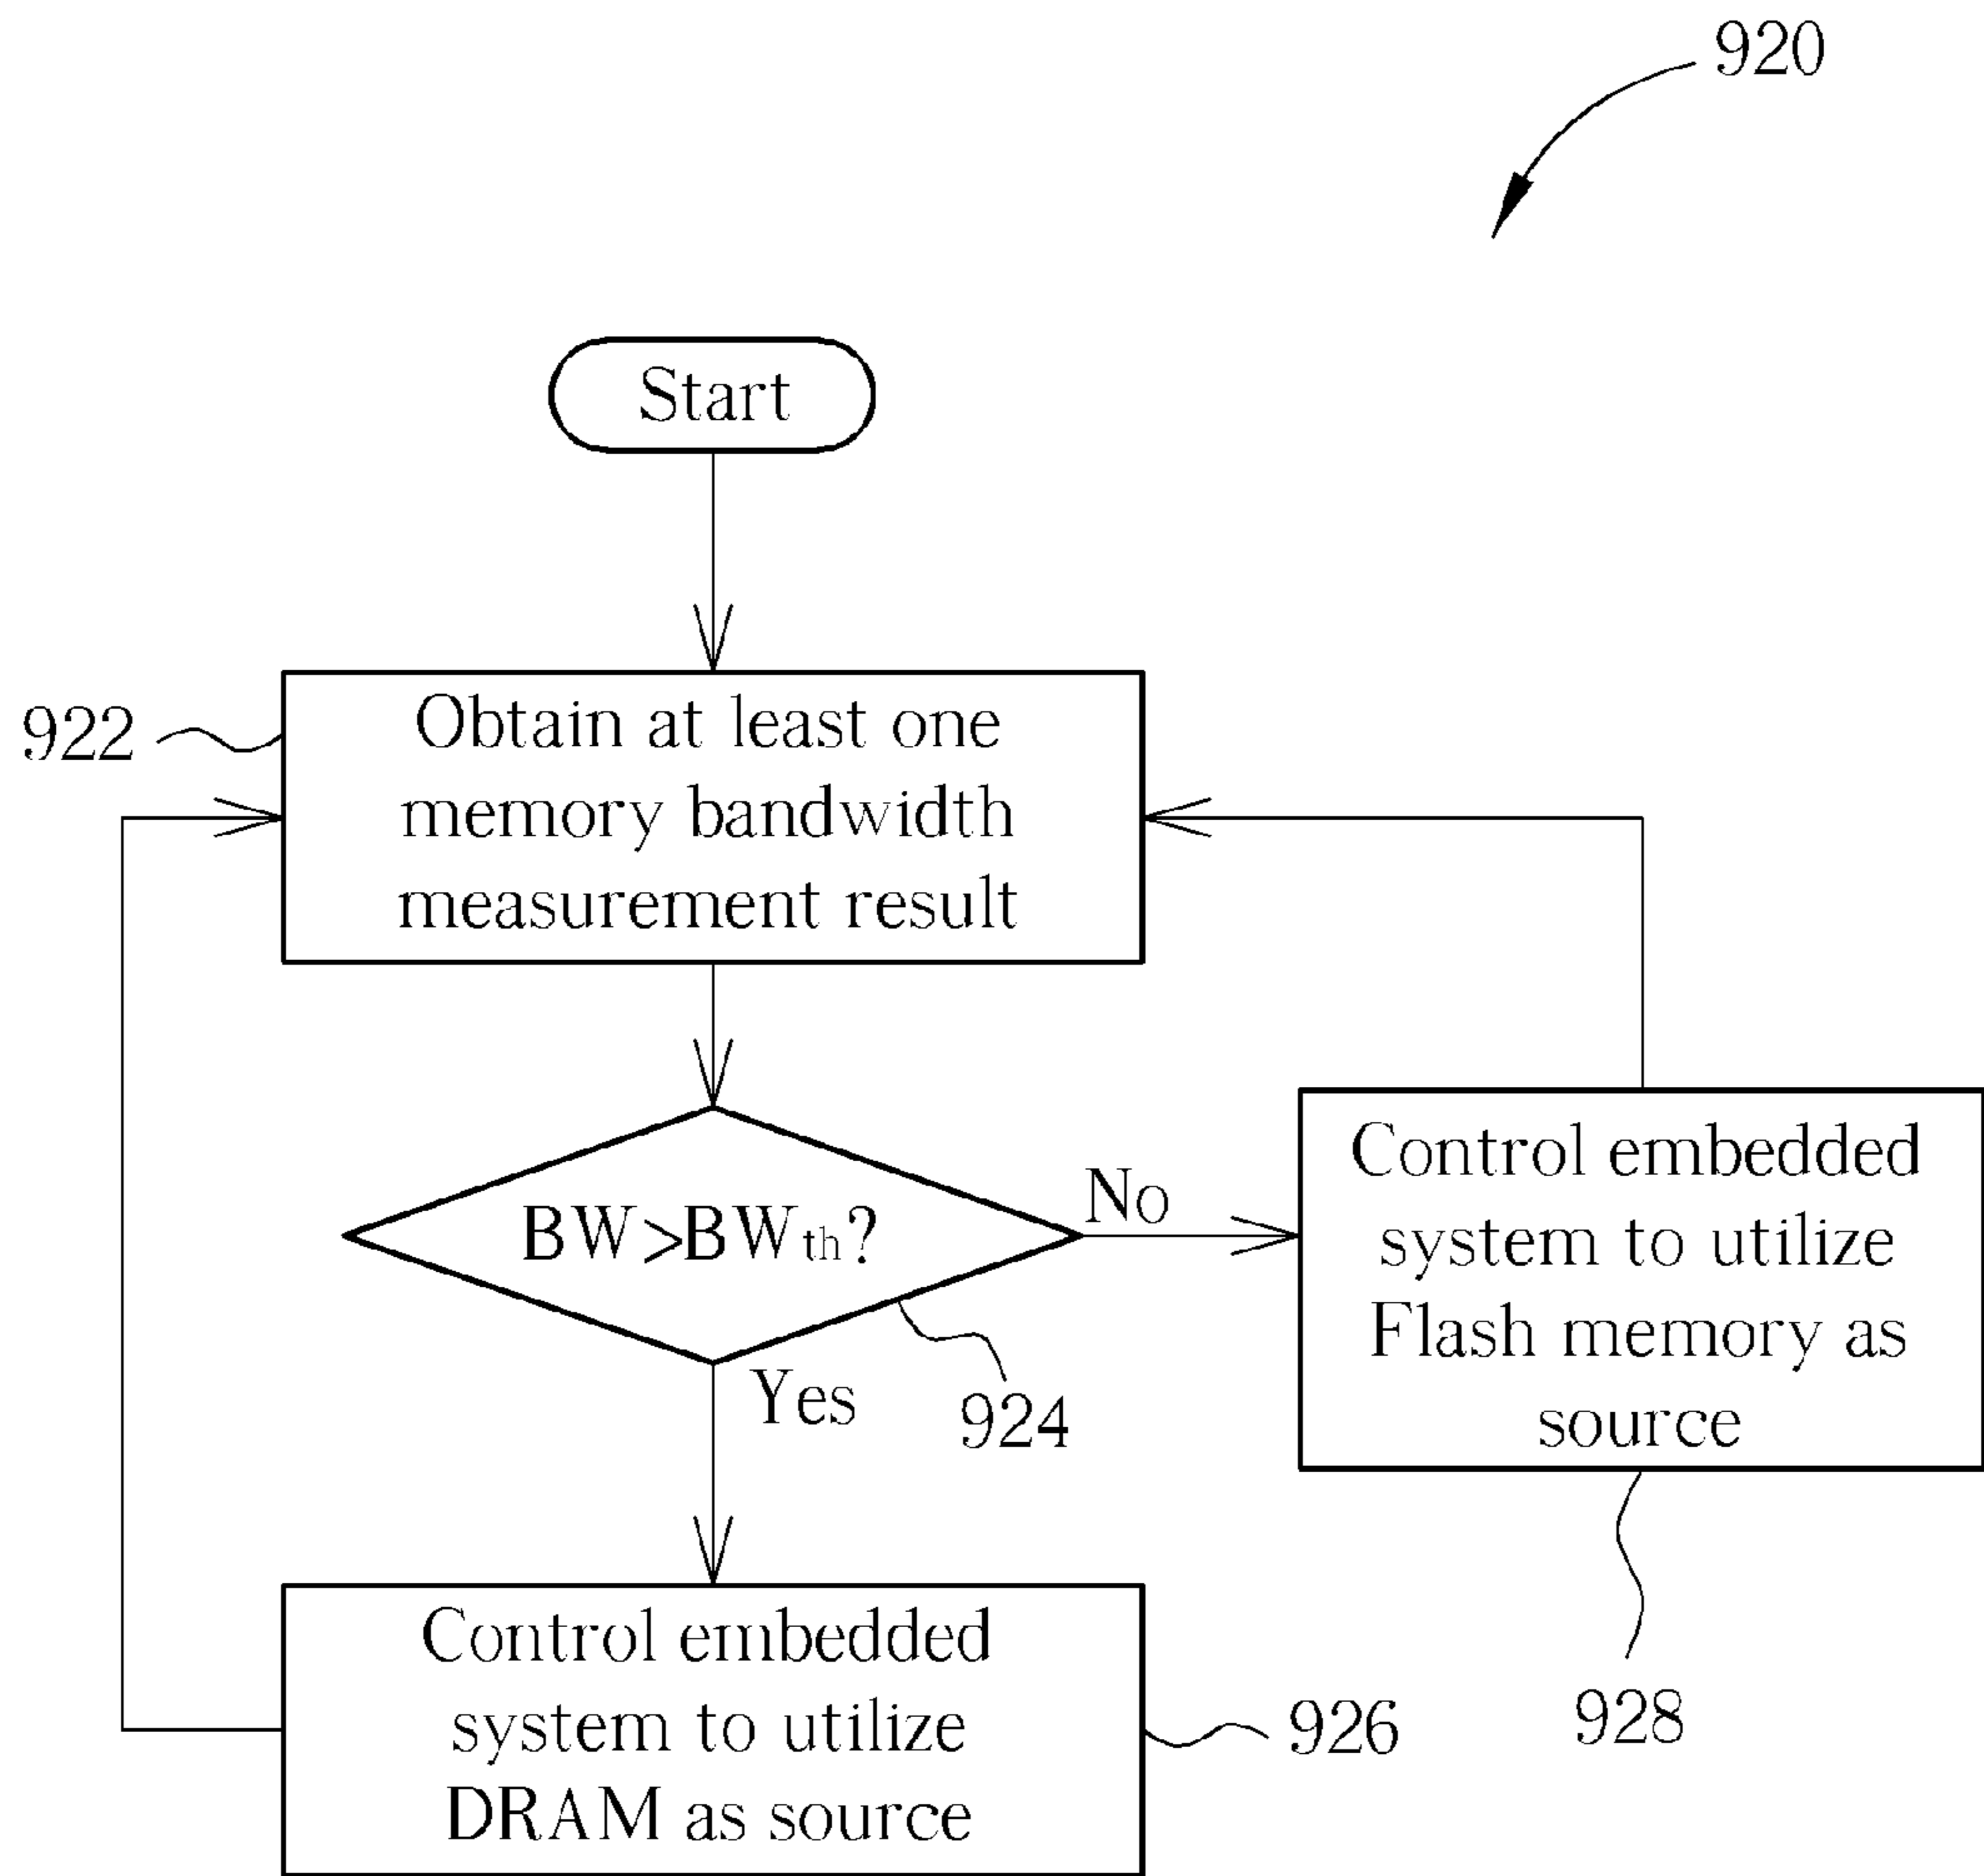 920
Start
922
Obtain at least one
memory bandwidth
measurement result
BW>BWth?
No
Yes
924
Control embedded
system to utilize
Flash memory as
source
928
Control embedded
system to utilize
DRAM as source
926